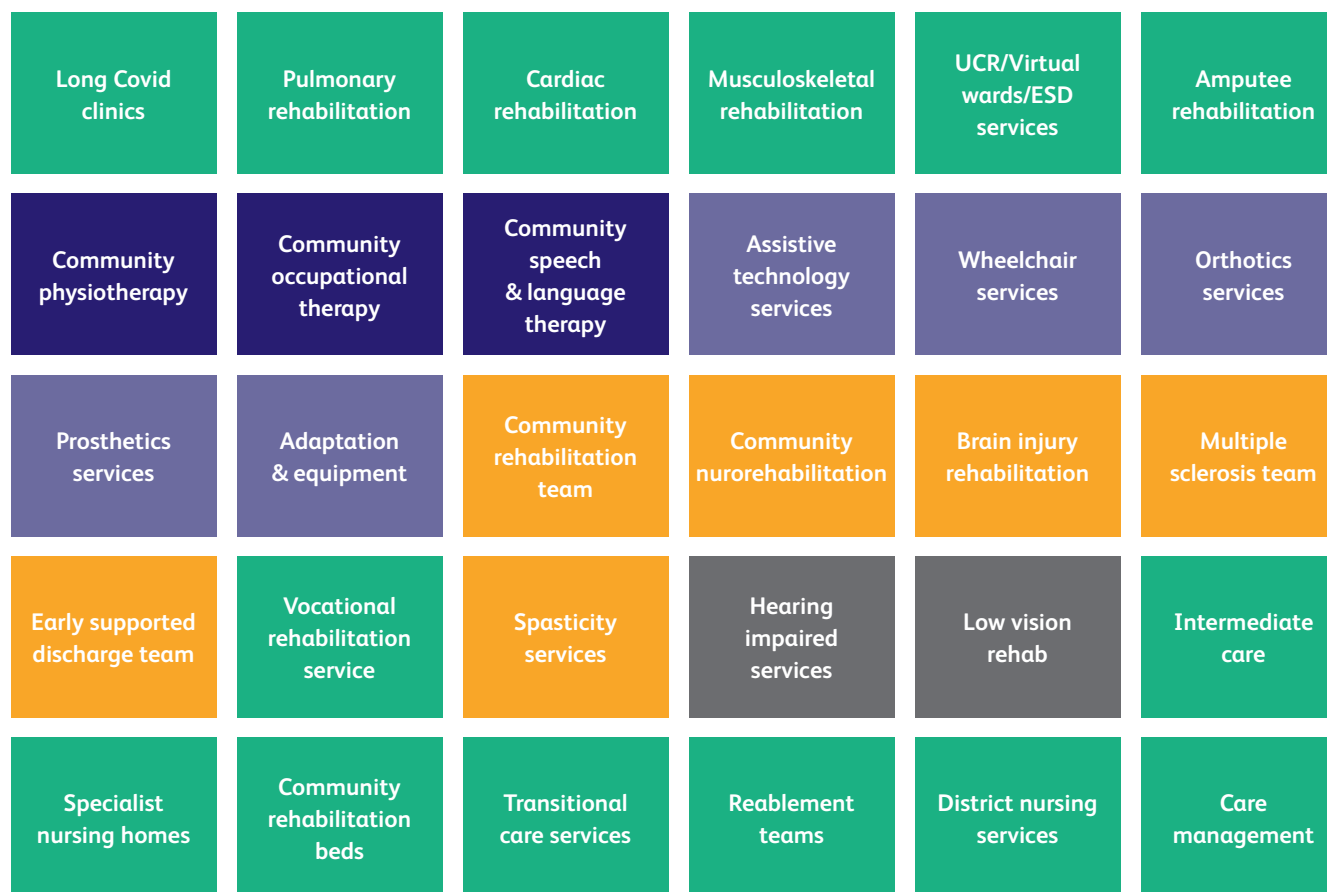 Long Covid
clinics
Pulmonary
rehabilitation
Cardiac
rehabilitation
Musculoskeletal
rehabilitation
UCR/Virtual
wards/ESD
services
Amputee
rehabilitation
Community
physiotherapy
Community
occupational
therapy
Community
speech
& language
therapy
Assistive
technology
services
Wheelchair
services
Orthotics
services
Prosthetics
services
Adaptation
& equipment
Community
rehabilitation
team
Community
nurorehabilitation
Brain injury
rehabilitation
Multiple
sclerosis team
Early supported
discharge team
Vocational
rehabilitation
service
Spasticity
services
Hearing
impaired
services
Low vision
rehab
Intermediate
care
Specialist
nursing homes
Community
rehabilitation
beds
Transitional
care services
Reablement
teams
District nursing
services
Care
management